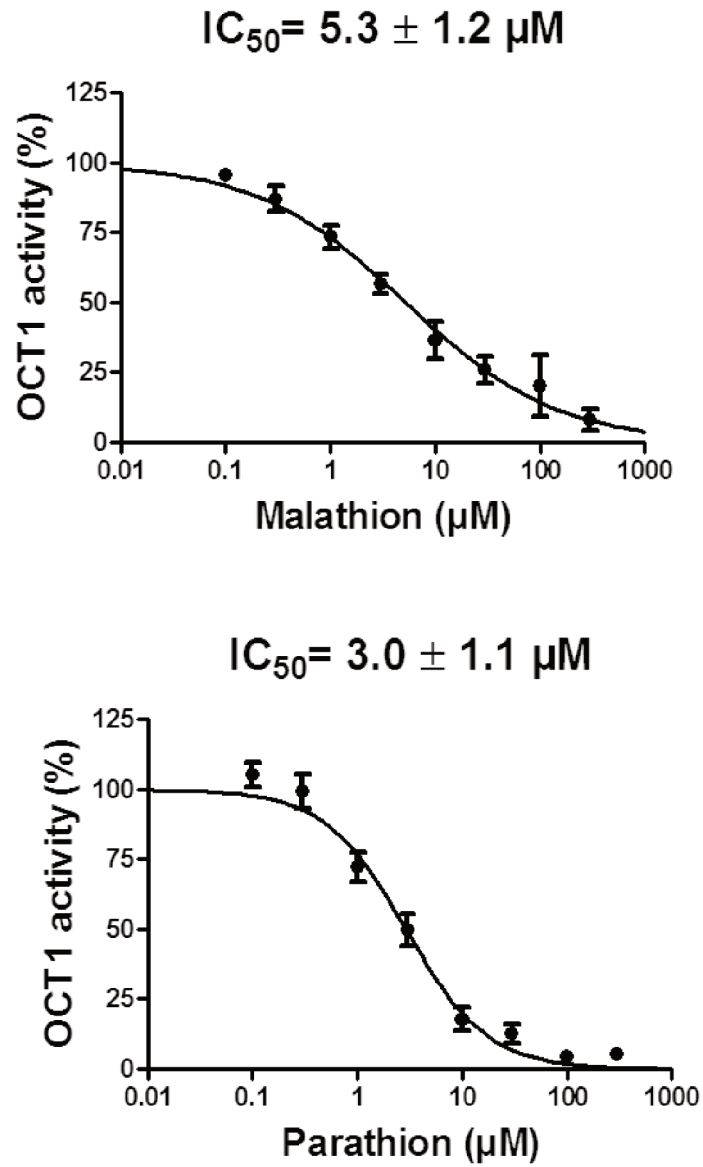 IC50= 5.3 ± 1.2 µM
125
100
75
50
25
0
OCT1 activity (%)
0.01 0.1 1 10 100 1000
Malathion (µM)
IC50= 3.0 ± 1.1 µM
125
100
75
50
25
0
OCT1 activity (%)
0.01 0.1 1 10 100 1000
Parathion (µM)